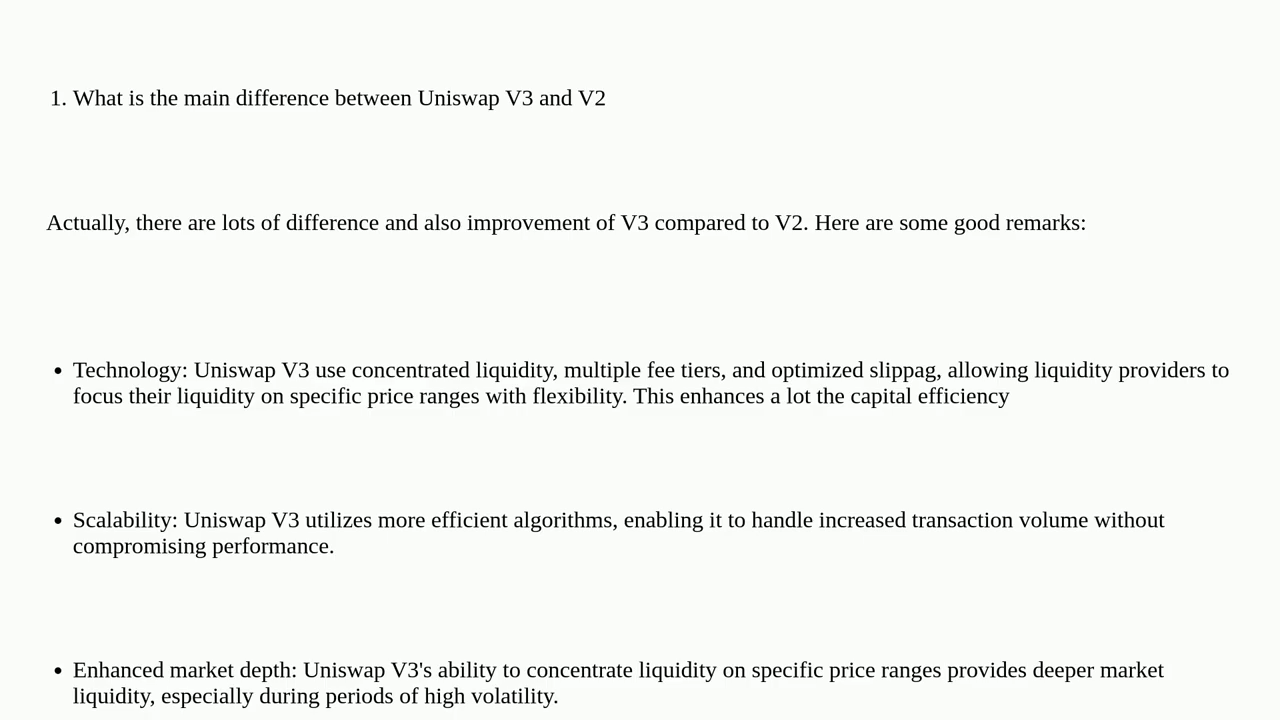 1. What is the main difference between Uniswap V3 and V2
Actually, there are lots of difference and also improvement of V3 compared to V2. Here are some good remarks:
• Technology: Uniswap V3 use concentrated liquidity, multiple fee tiers, and optimized slippag, allowing liquidity providers to
focus their liquidity on specific price ranges with flexibility. This enhances a lot the capital efficiency
• Scalability: Uniswap V3 utilizes more efficient algorithms, enabling it to handle increased transaction volume without
compromising performance.
• Enhanced market depth: Uniswap V3's ability to concentrate liquidity on specific price ranges provides deeper market
liquidity, especially during periods of high volatility.